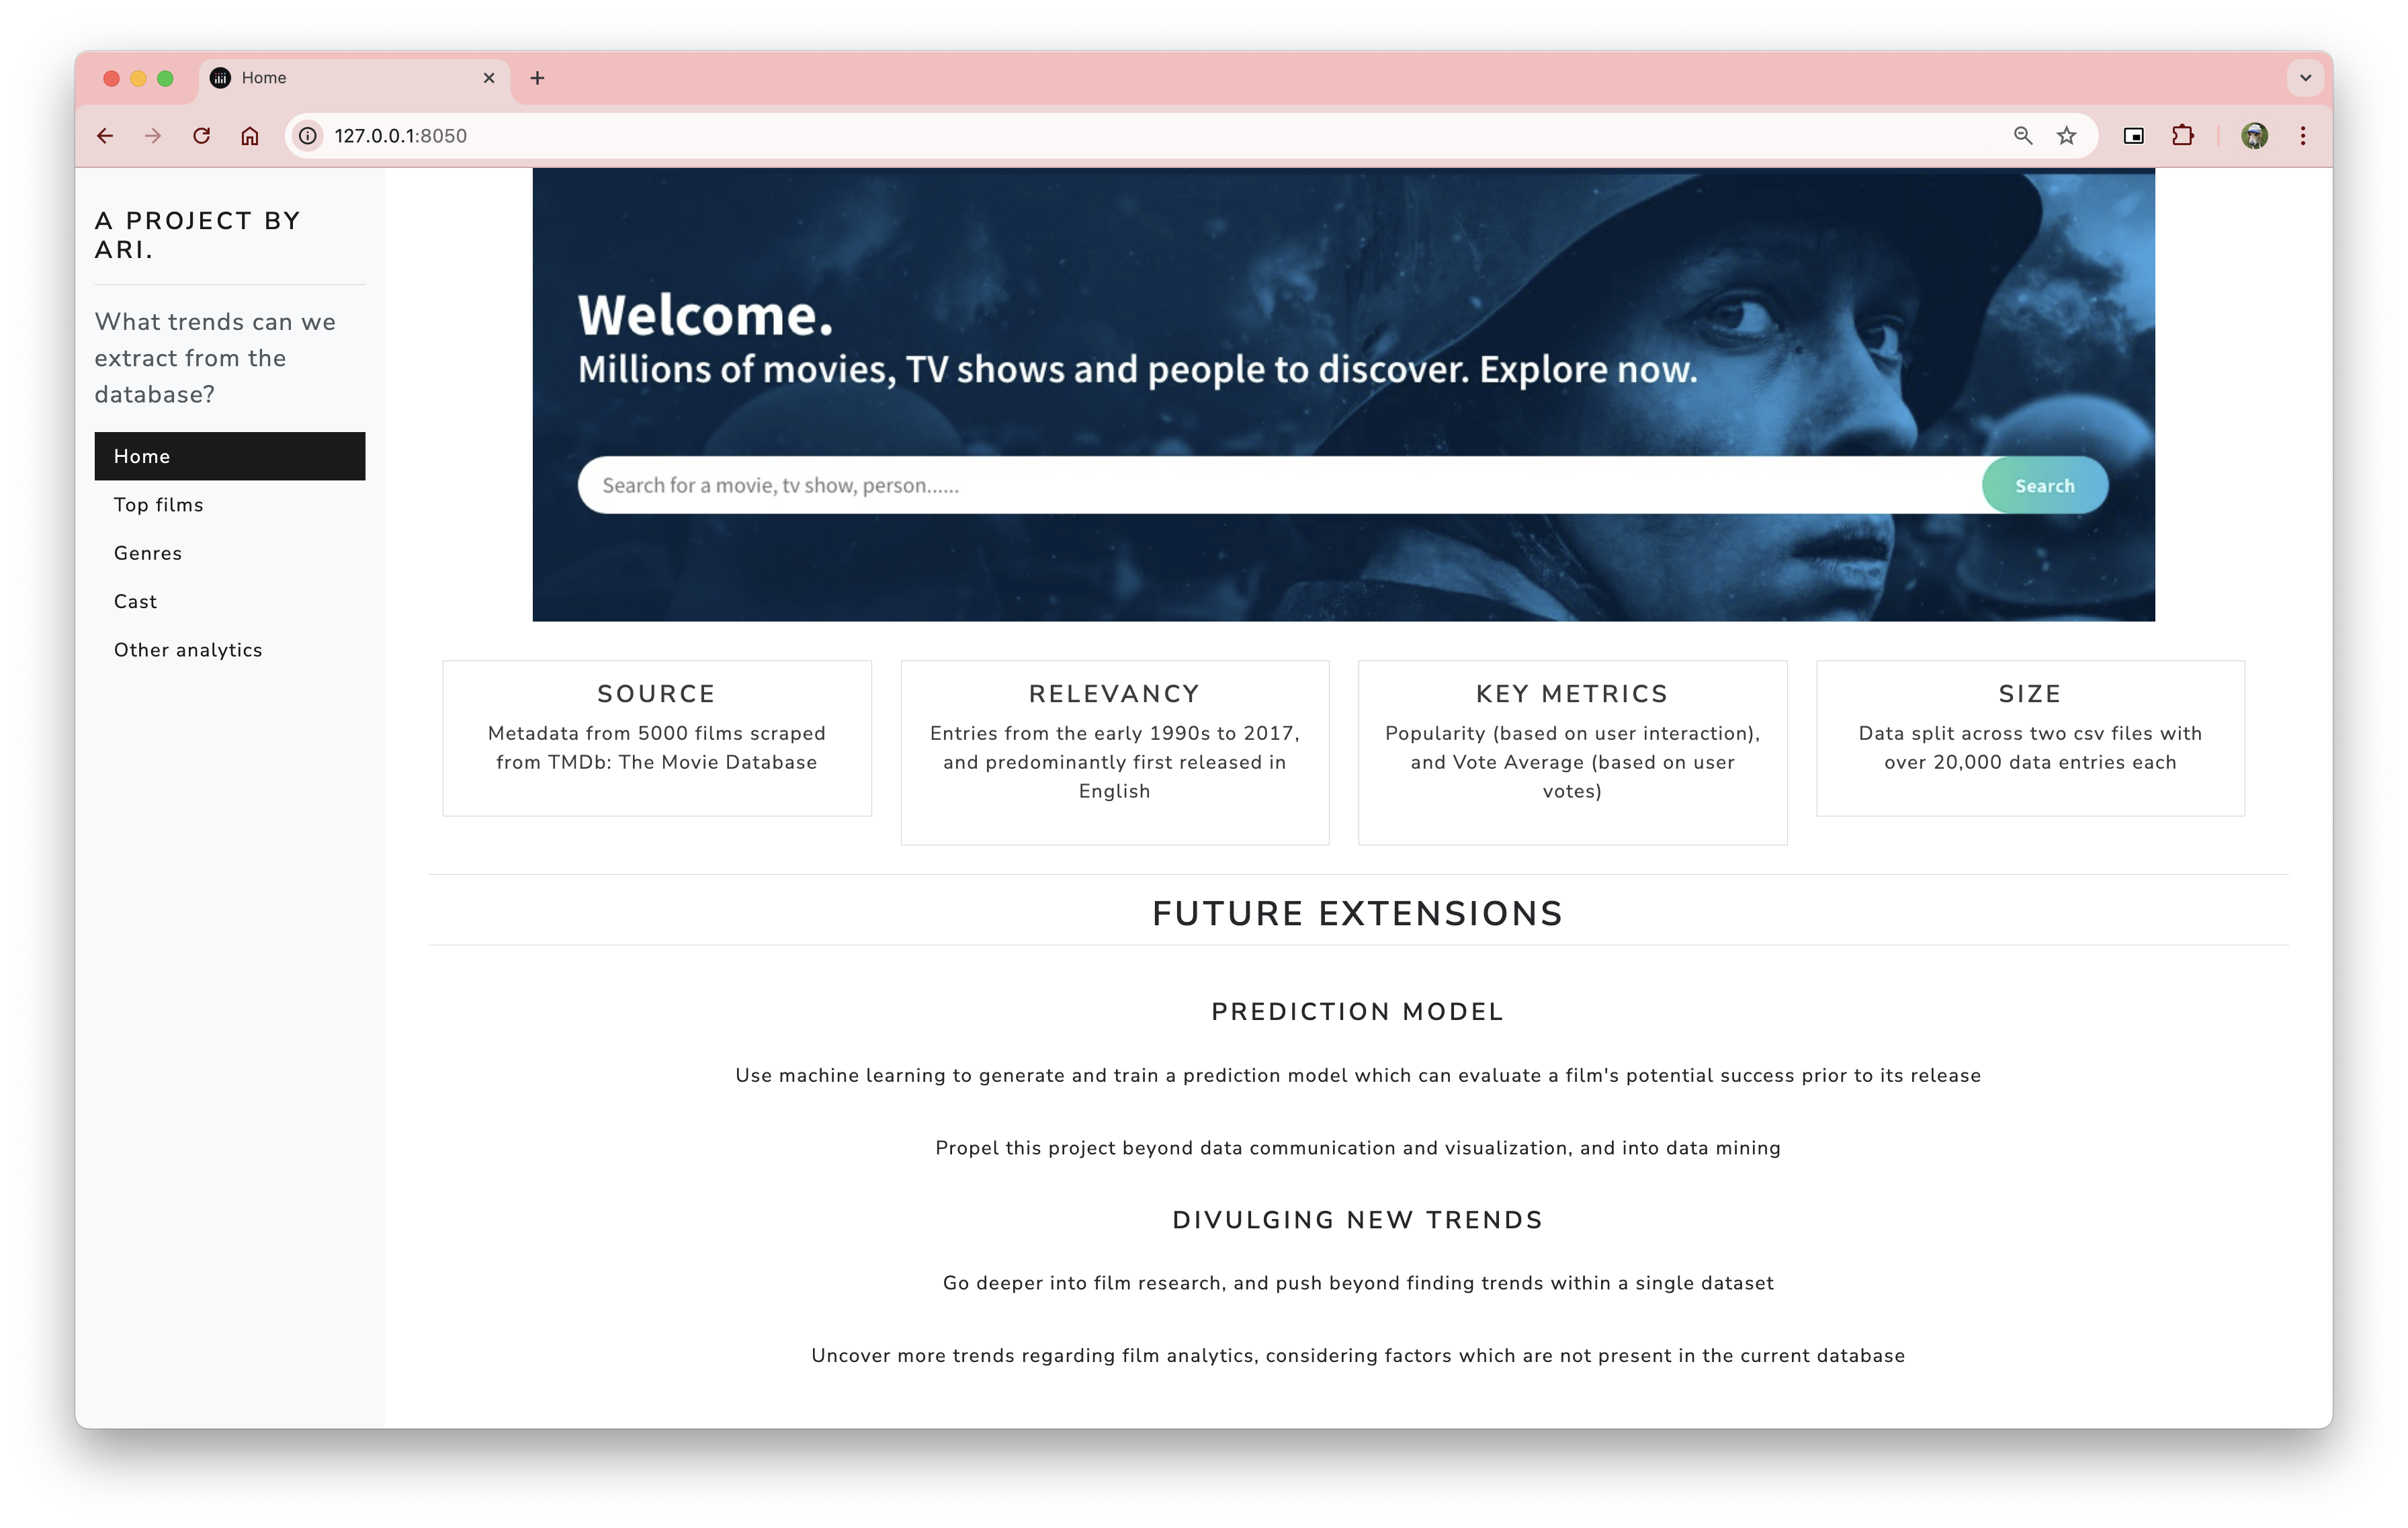 Home
127.0.0.1:8050
A PROJECT BY
ARI.
What trends can we
extract from the
database?
Home
Top films
Genres
Cast
Other analytics
Welcome.
Millions of movies, TV shows and people to discover. Explore now.
Search for a movie, tv show, person......
Search
SOURCE
Metadata from 5000 films scraped
from TMDb: The Movie Database
RELEVANCY
Entries from the early 1990s to 2017,
and predominantly first released in
English
KEY METRICS
Popularity (based on user interaction),
and Vote Average (based on user
votes)
SIZE
Data split across two csv files with
over 20,000 data entries each
FUTURE EXTENSIONS
PREDICTION MODEL
Use machine learning to generate and train a prediction model which can evaluate a film's potential success prior to its release
Propel this project beyond data communication and visualization, and into data mining
DIVULGING NEW TRENDS
Go deeper into film research, and push beyond finding trends within a single dataset
Uncover more trends regarding film analytics, considering factors which are not present in the current database